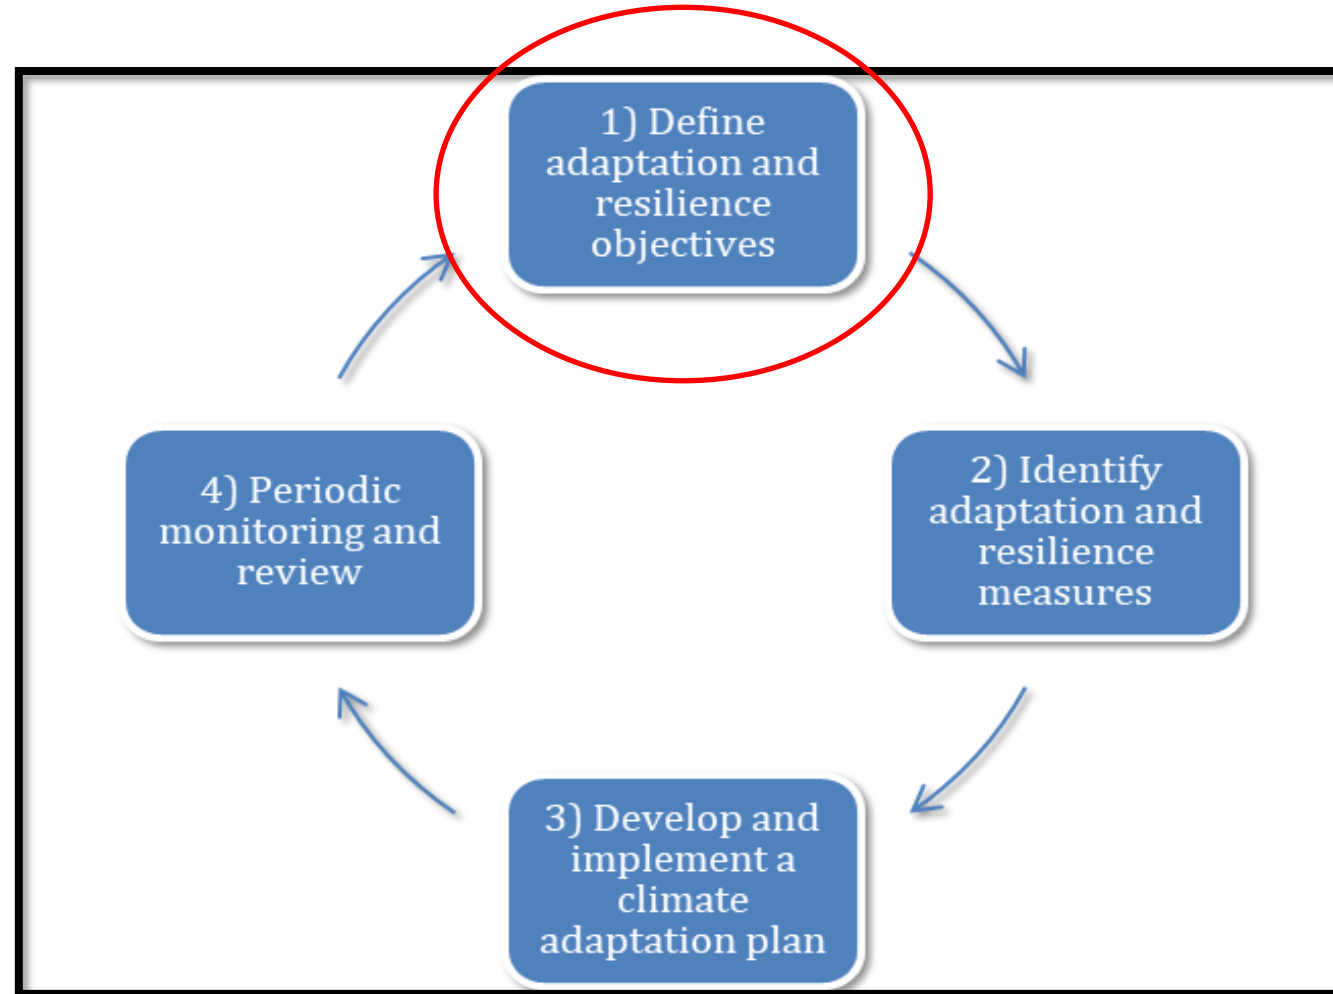 1) Define
adaptation and
resilience
objectives
2) Identify
adaptation and
resilience
measures
3) Develop and
implement a
climate
adaptation plan
4) Periodic
monitoring and
review